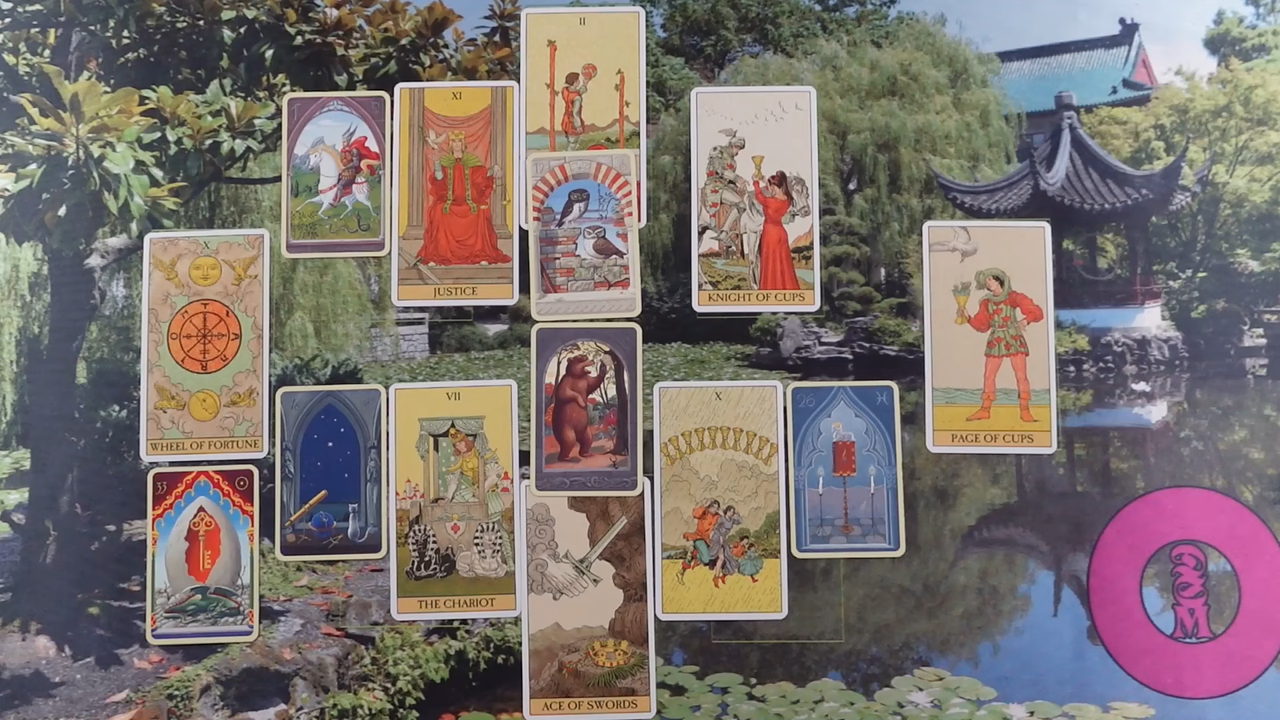 II
XI
JUSTICE
KNIGHT OF CUPS
X
T
O A
R
WHEEL OF FORTUNE
PAGE OF CUPS
VII
THE CHARIOT
X
26 ♓
33 ☉
ACE OF SWORDS